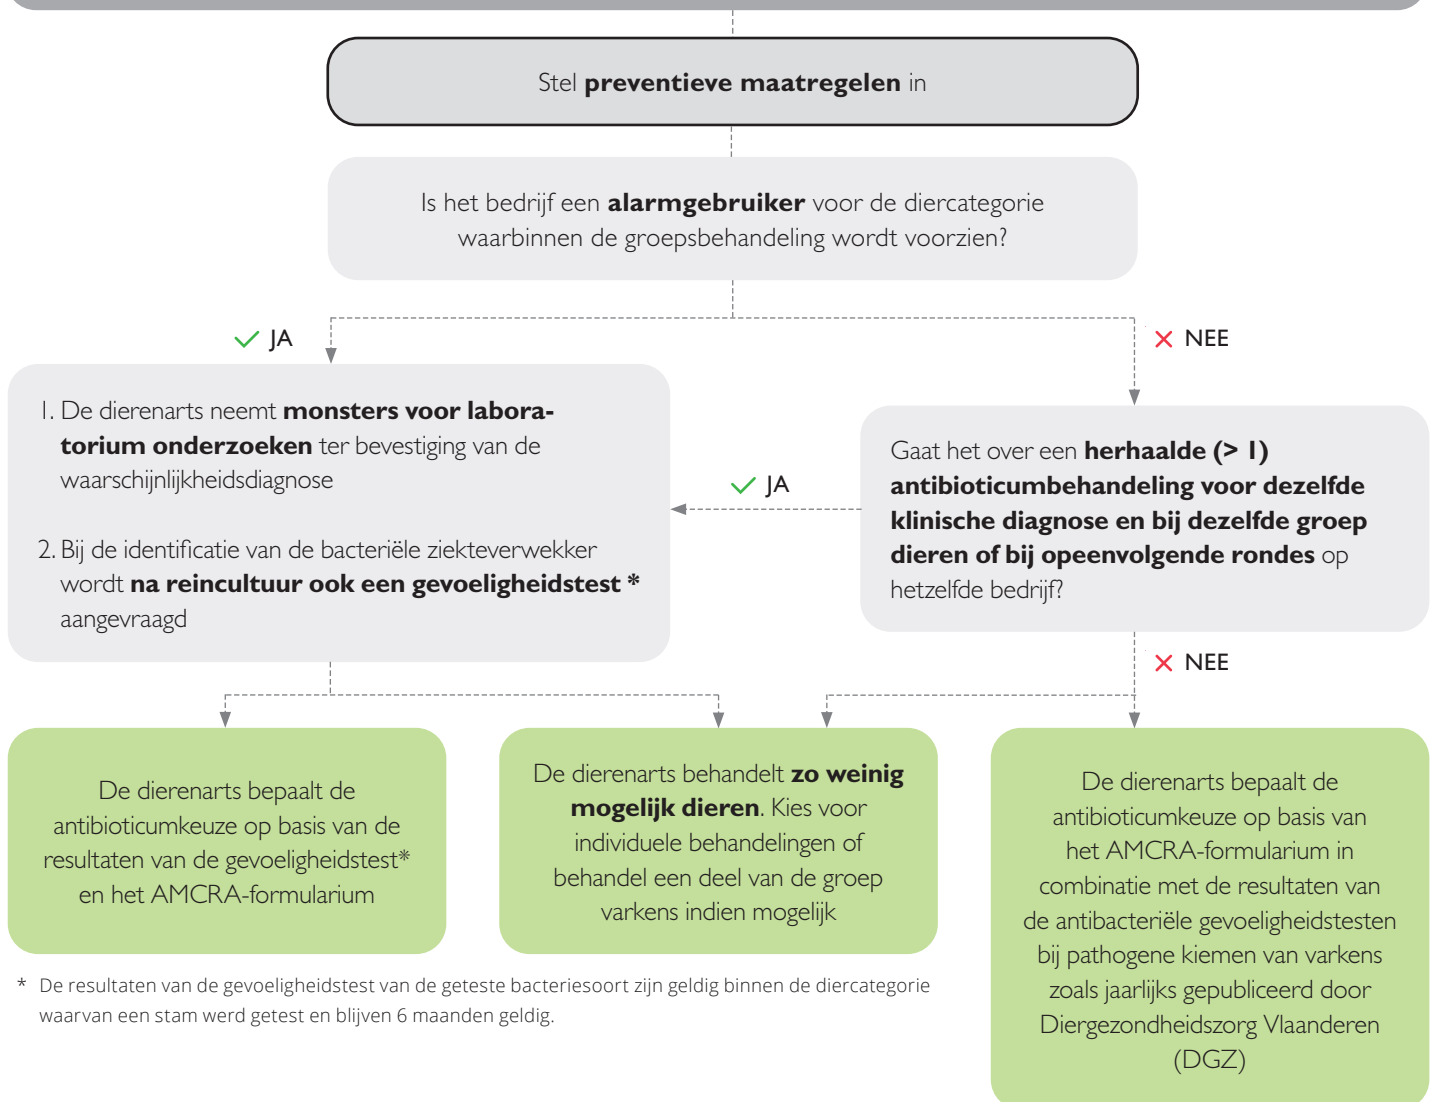 Stel preventieve maatregelen in
Is het bedrijf een alarmgebruiker voor de diercategorie
waarbinnen de groepsbehandeling wordt voorzien?
JA
NEE
1. De dierenarts neemt monsters voor labora-
torium onderzoeken ter bevestiging van de
waarschijnlijkheidsdiagnose
2. Bij de identificatie van de bacteriële ziekteverwekker
wordt na reincultuur ook een gevoeligheidstest *
aangevraagd
JA
Gaat het over een herhaalde (> 1)
antibioticumbehandeling voor dezelfde
klinische diagnose en bij dezelfde groep
dieren of bij opeenvolgende rondes op
hetzelfde bedrijf?
NEE
De dierenarts bepaalt de
antibioticumkeuze op basis van de
resultaten van de gevoeligheidstest*
en het AMCRA-formularium
De dierenarts behandelt zo weinig
mogelijk dieren. Kies voor
individuele behandelingen of
behandel een deel van de groep
varkens indien mogelijk
De dierenarts bepaalt de
antibioticumkeuze op basis van
het AMCRA-formularium in
combinatie met de resultaten van
de antibacteriële gevoeligheidstesten
bij pathogene kiemen van varkens
zoals jaarlijks gepubliceerd door
Diergezondheidszorg Vlaanderen
(DGZ)
* De resultaten van de gevoeligheidstest van de geteste bacteriesoort zijn geldig binnen de diercategorie
waarvan een stam werd getest en blijven 6 maanden geldig.